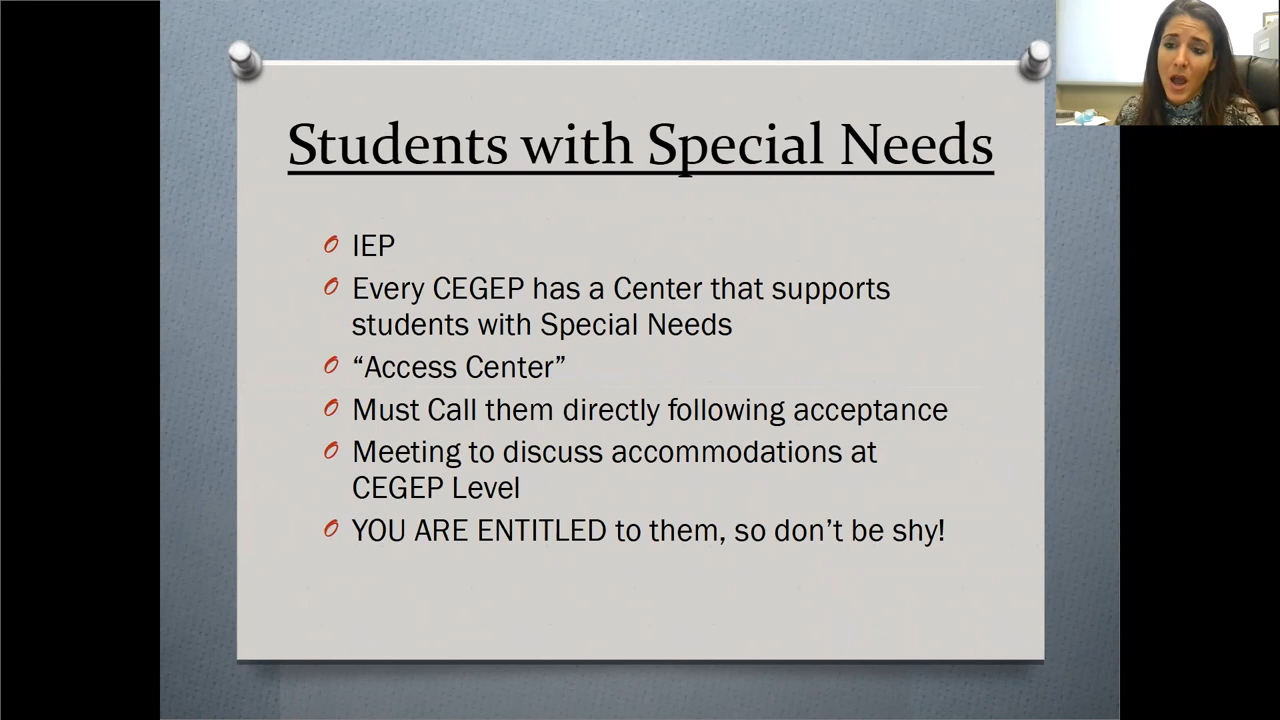 Students with Special Needs
IEP
Every CEGEP has a Center that supports
students with Special Needs
“Access Center”
Must Call them directly following acceptance
Meeting to discuss accommodations at
CEGEP Level
YOU ARE ENTITLED to them, so don’t be shy!